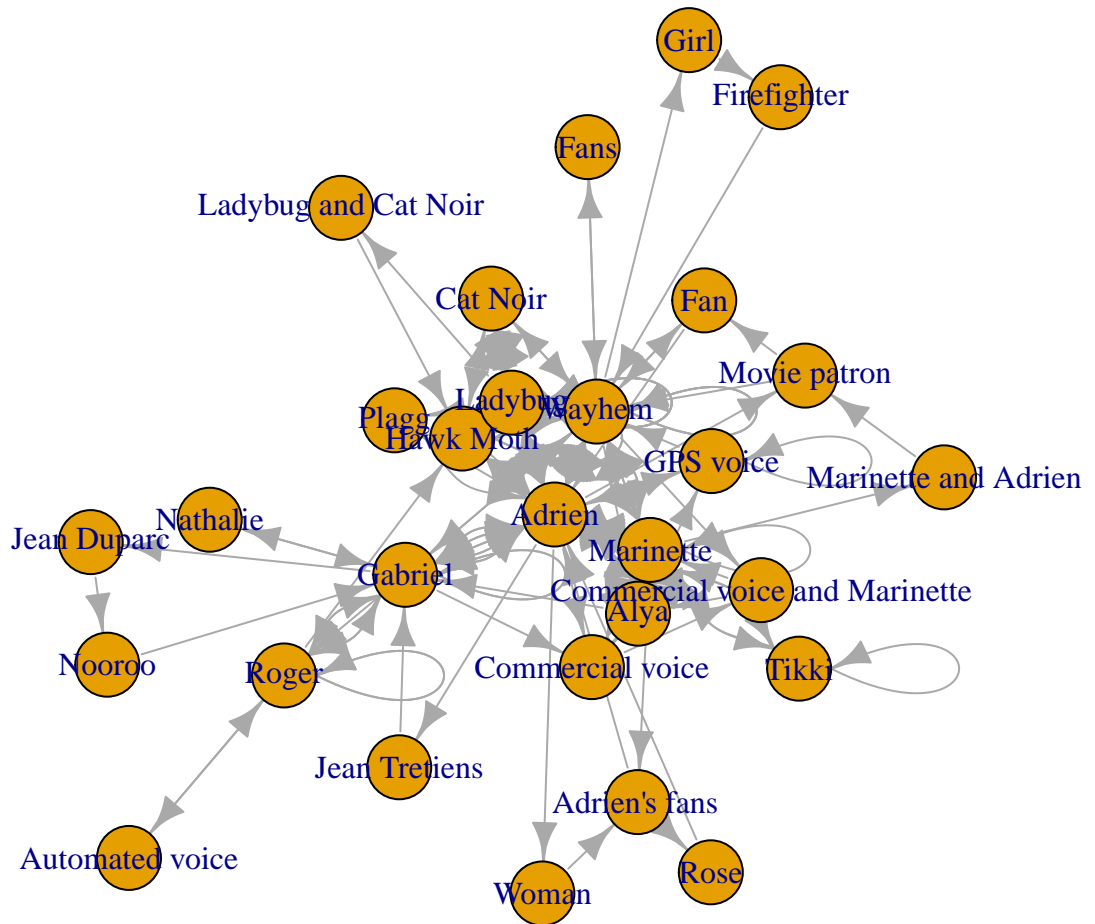 Girl
Firefighter
Fans
Ladybug and Cat Noir
Cat Noir
Fan
Movie patron
Ladybug
Wayhem
Plagg
Hawk Moth
GPS voice
Marinette and Adrien
Nathalie
Adrien
Jean Duparc
Marinette
Gabriel
Commercial voice and Marinette
Alya
Nooroo
Roger
Commercial voice
Tikki
Jean Tretiens
Adrien's fans
Automated voice
Rose
Woman